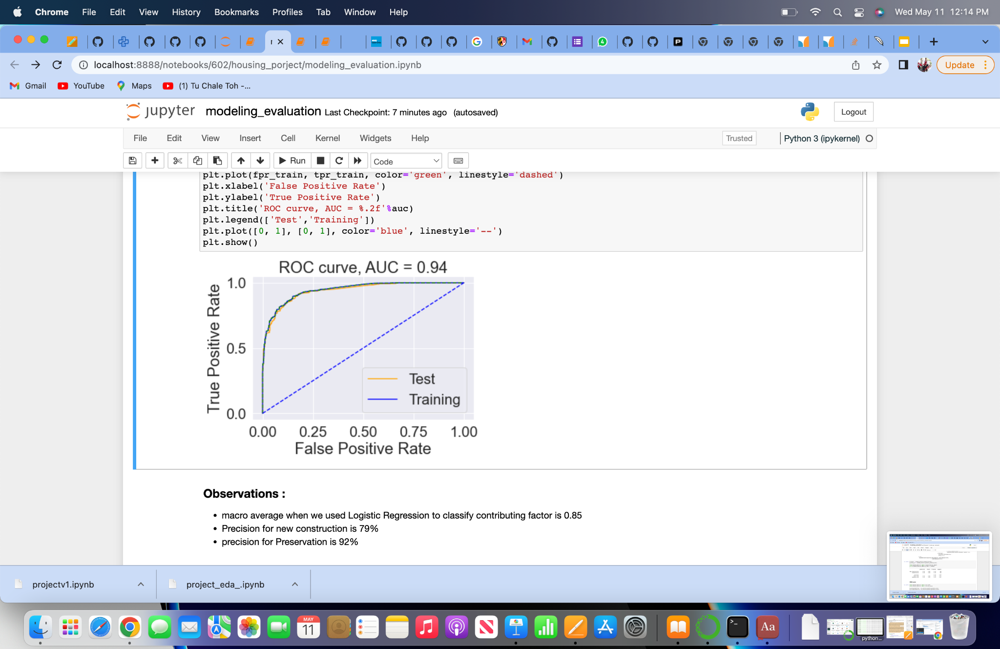 Chrome File Edit View History Bookmarks Profiles Tab Window Help Wed May 11 12:14 PM
localhost:8888/notebooks/602/housing_porject/modeling_evaluation.ipynb Update
Gmail YouTube Maps (1) Tu Chale Toh -...
jupyter modeling_evaluation Last Checkpoint: 7 minutes ago (autosaved) Logout
File Edit View Insert Cell Kernel Widgets Help Trusted Python 3 (ipykernel)
Run Code
plt.plot(fpr_train, tpr_train, color='green', linestyle='dashed')
plt.xlabel('False Positive Rate')
plt.ylabel('True Positive Rate')
plt.title('ROC curve, AUC = %.2f'%auc)
plt.legend(['Test','Training'])
plt.plot([0, 1], [0, 1], color='blue', linestyle='--')
plt.show()
ROC curve, AUC = 0.94
True Positive Rate
1.0
0.5
0.0
Test
Training
0.00 0.25 0.50 0.75 1.00
False Positive Rate
Observations :
• macro average when we used Logistic Regression to classify contributing factor is 0.85
• Precision for new construction is 79%
• precision for Preservation is 92%
projectv1.ipynb project_eda_.ipynb
MAY
11
Aa
python...